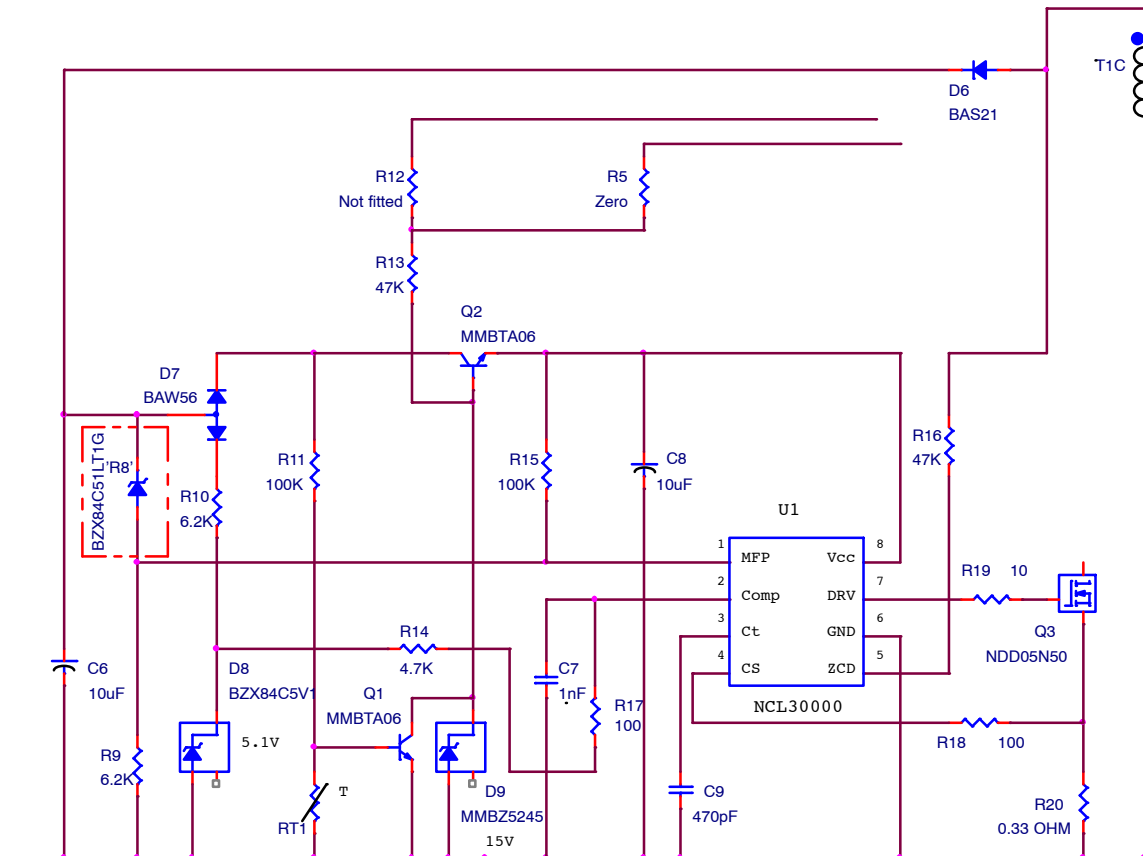 T1C
D6
BAS21
R12
Not fitted
R5
Zero
R13
47K
Q2
MMBTA06
D7
BAW56
BZX84C51LT1G
'R8'
R10
6.2K
R11
100K
R15
100K
C8
10uF
R16
47K
U1
1
MFP
Vcc
8
2
Comp
DRV
7
3
Ct
GND
6
4
CS
ZCD
5
NCL30000
R19 10
Q3
NDD05N50
R14
4.7K
C6
10uF
D8
BZX84C5V1
5.1V
Q1
MMBTA06
C7
1nF
R17
100
R18 100
R9
6.2K
T
RT1
D9
MMBZ5245
15V
C9
470pF
R20
0.33 OHM